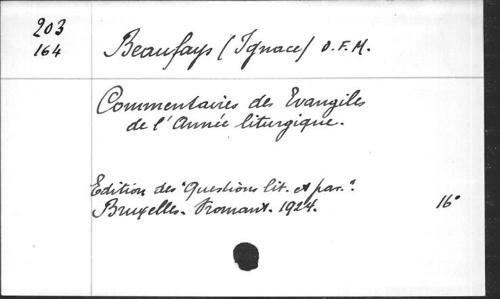 203
164
Beaufays (Ignace) O.F.M.
Commentaires des Evangiles
de l'Année liturgique.
Edition des "Questions lit. et par.".
Bruxelles. Vromant. 1924. 16°